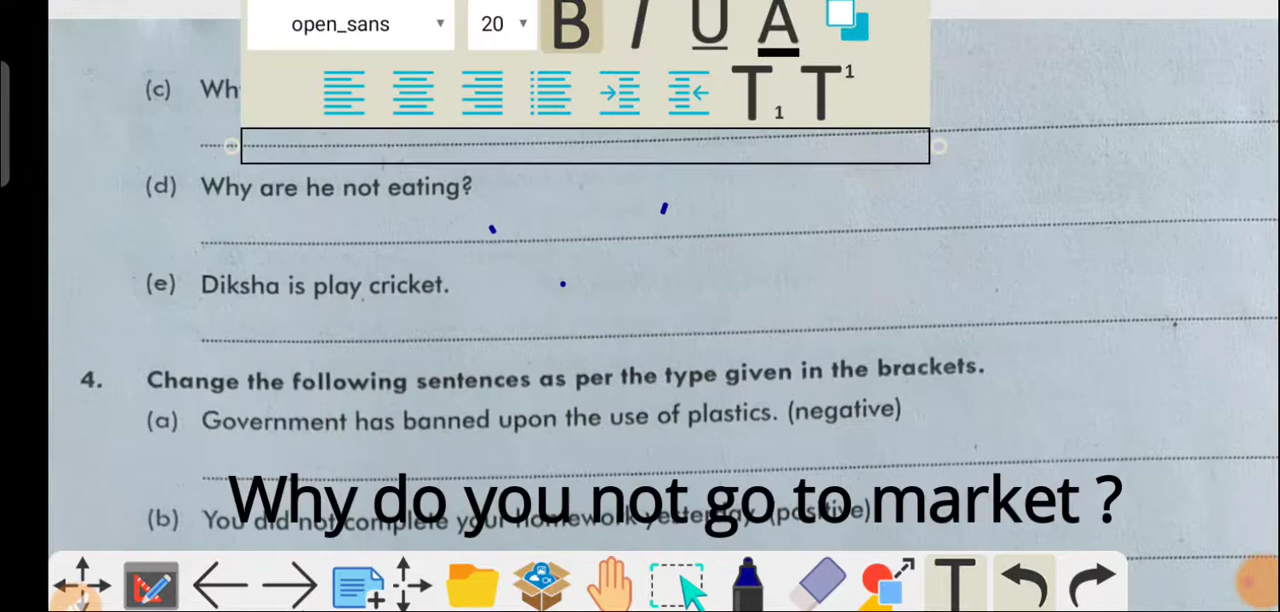 open_sans 20 B I U A
T1 T1
(c) Wh
(d) Why are he not eating?
(e) Diksha is play cricket.
4. Change the following sentences as per the type given in the brackets.
(a) Government has banned upon the use of plastics. (negative)
Why do you not go to market ?
(b) You did not complete your homework yesterday. (positive)
T